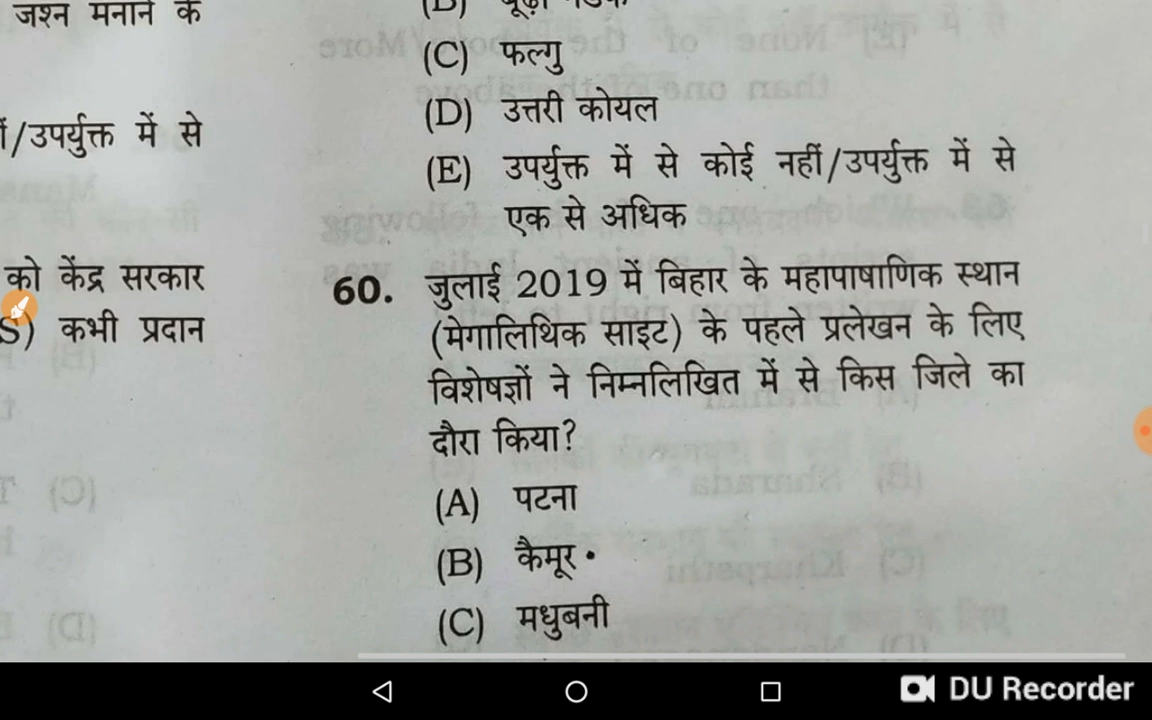 जश्न मनाने के
/उपर्युक्त में से
को केंद्र सरकार
S) कभी प्रदान
(C) फल्गु
(D) उत्तरी कोयल
(E) उपर्युक्त में से कोई नहीं/उपर्युक्त में से
एक से अधिक
60. जुलाई 2019 में बिहार के महापाषाणिक स्थान
(मेगालिथिक साइट) के पहले प्रलेखन के लिए
विशेषज्ञों ने निम्नलिखित में से किस जिले का
दौरा किया?
(A) पटना
(B) कैमूर
(C) मधुबनी
DU Recorder